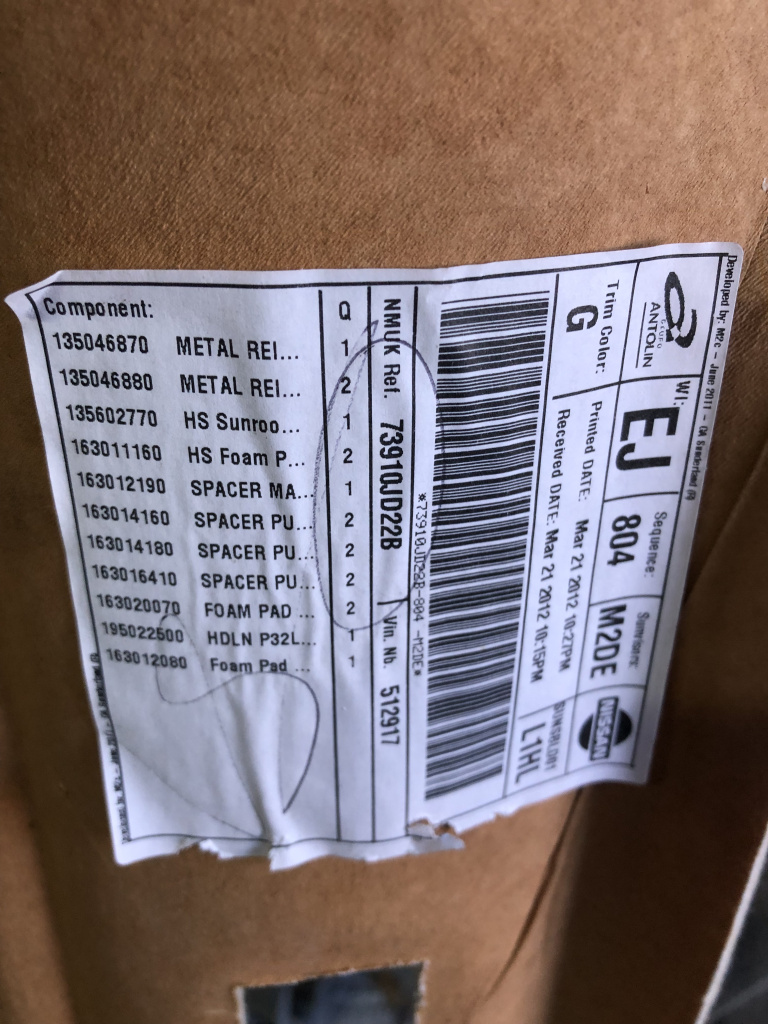 Developed by: M2c - June 2011 - GA Sunderland
GRUPO
ANTOLIN
WI:
EJ
Sequence:
804
Sunvisors:
M2DE
NISSAN
Trim Color:
G
Printed DATE: Mar 21 2012 10:27PM
Received DATE: Mar 21 2012 10:15PM
L1HL
*73910JD22B-804 -M2DE*
NMUK Ref. 73910JD22B
Vin. Nb. 512917
Component: Q
135046870 METAL REI... 1
135046880 METAL REI... 2
135602770 HS Sunroo... 1
163011160 HS Foam P... 2
163012190 SPACER MA... 1
163014160 SPACER PU... 2
163014180 SPACER PU... 2
163016410 SPACER PU... 2
163020070 FOAM PAD ... 2
195022500 HDLN P32L... 1
163012080 Foam Pad ... 1